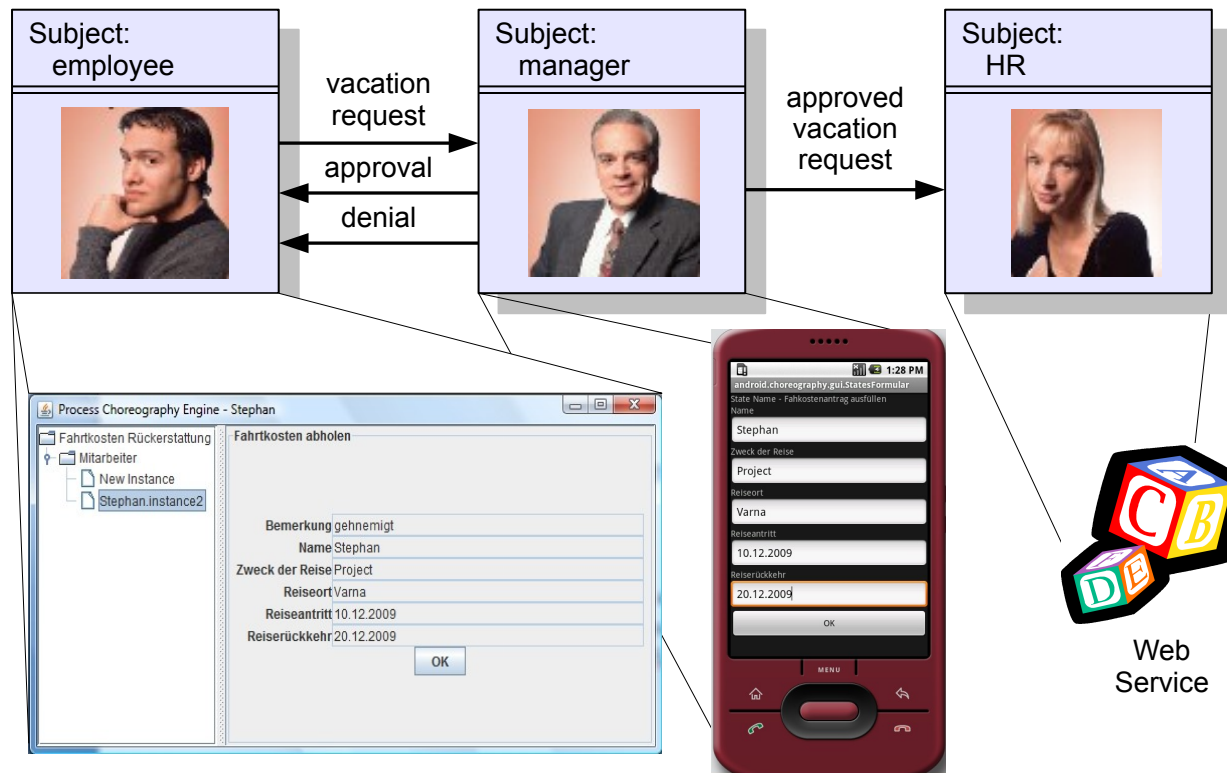 Subject:
employee
vacation
request
approval
denial
Subject:
manager
approved
vacation
request
Subject:
HR
Process Choreography Engine - Stephan
Fahrtkosten Rückerstattung
Mitarbeiter
New Instance
Stephan.instance2
Fahrtkosten abholen
Bemerkung gehnemigt
Name Stephan
Zweck der Reise Project
Reiseort Varna
Reiseantritt 10.12.2009
Reiserückkehr 20.12.2009
OK
1:28 PM
android.choreography.gui.StatesFormular
State Name - Fahkostenantrag ausfüllen
Name
Stephan
Zweck der Reise
Project
Reiseort
Varna
Reiseantritt
10.12.2009
Reiserückkehr
20.12.2009
OK
MENU
A
C
B
F
D
E
Web
Service